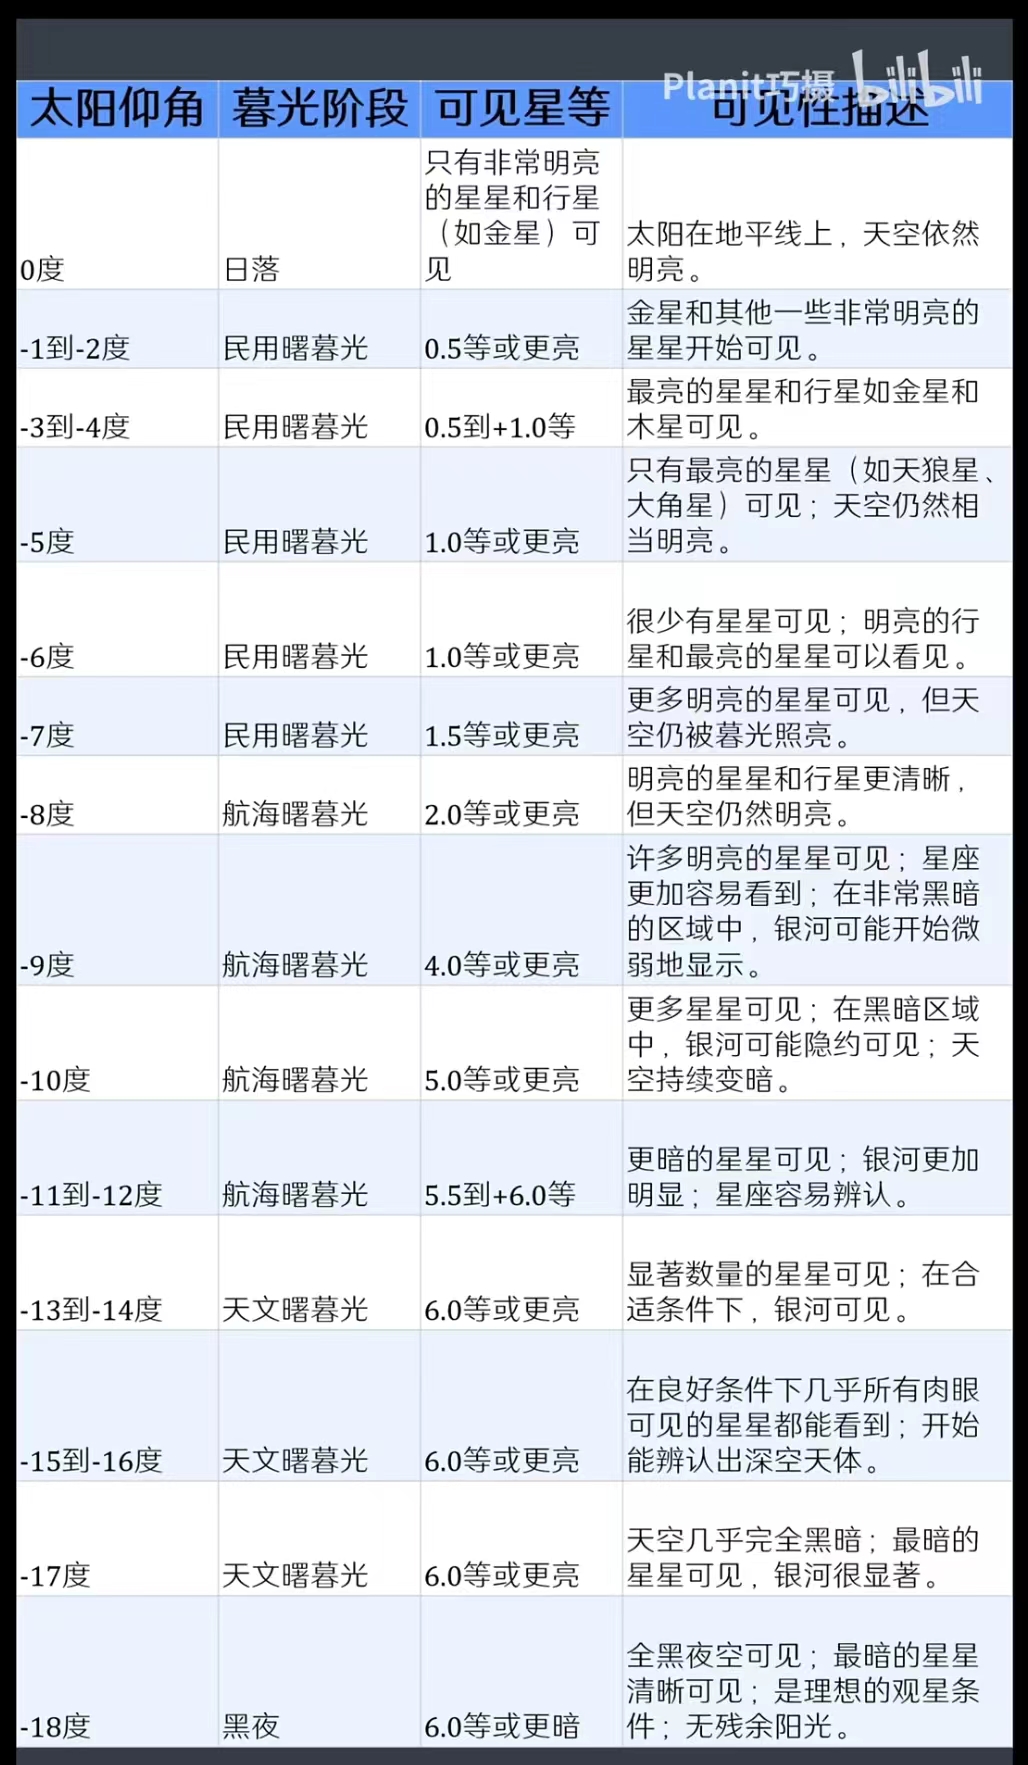 Planit巧摄 bilibili
太阳仰角 暮光阶段 可见星等 可见性描述
只有非常明亮
的星星和行星
（如金星）可
见
0度
日落
太阳在地平线上，天空依然
明亮。
-1到-2度
民用曙暮光
0.5等或更亮
金星和其他一些非常明亮的
星星开始可见。
-3到-4度
民用曙暮光
0.5到+1.0等
最亮的星星和行星如金星和
木星可见。
-5度
民用曙暮光
1.0等或更亮
只有最亮的星星（如天狼星、
大角星）可见；天空仍然相
当明亮。
-6度
民用曙暮光
1.0等或更亮
很少有星星可见；明亮的行
星和最亮的星星可以看见。
-7度
民用曙暮光
1.5等或更亮
更多明亮的星星可见，但天
空仍被暮光照亮。
-8度
航海曙暮光
2.0等或更亮
明亮的星星和行星更清晰，
但天空仍然明亮。
-9度
航海曙暮光
4.0等或更亮
许多明亮的星星可见；星座
更加容易看到；在非常黑暗
的区域中，银河可能开始微
弱地显示。
-10度
航海曙暮光
5.0等或更亮
更多星星可见；在黑暗区域
中，银河可能隐约可见；天
空持续变暗。
-11到-12度
航海曙暮光
5.5到+6.0等
更暗的星星可见；银河更加
明显；星座容易辨认。
-13到-14度
天文曙暮光
6.0等或更亮
显著数量的星星可见；在合
适条件下，银河可见。
-15到-16度
天文曙暮光
6.0等或更亮
在良好条件下几乎所有肉眼
可见的星星都能看到；开始
能辨认出深空天体。
-17度
天文曙暮光
6.0等或更亮
天空几乎完全黑暗；最暗的
星星可见，银河很显著。
-18度
黑夜
6.0等或更暗
全黑夜空可见；最暗的星星
清晰可见；是理想的观星条
件；无残余阳光。